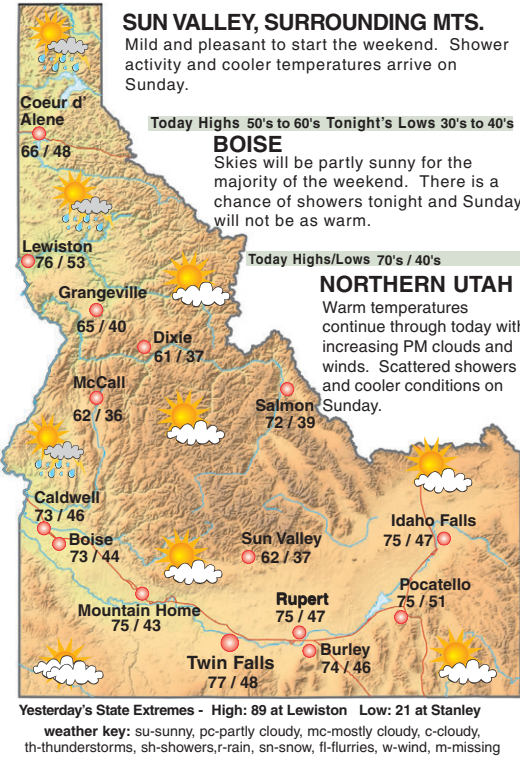 SUN VALLEY, SURROUNDING MTS.
Mild and pleasant to start the weekend. Shower
activity and cooler temperatures arrive on
Sunday.
Today Highs 50's to 60's Tonight's Lows 30's to 40's
BOISE
Skies will be partly sunny for the
majority of the weekend. There is a
chance of showers tonight and Sunday
will not be as warm.
Today Highs/Lows 70's / 40's
NORTHERN UTAH
Warm temperatures
continue through today with
increasing PM clouds and
winds. Scattered showers
and cooler conditions on
Sunday.
Coeur d'
Alene
66 / 48
Lewiston
76 / 53
Grangeville
65 / 40
Dixie
61 / 37
McCall
62 / 36
Salmon
72 / 39
Caldwell
73 / 46
Boise
73 / 44
Sun Valley
62 / 37
Idaho Falls
75 / 47
Mountain Home
75 / 43
Rupert
75 / 47
Pocatello
75 / 51
Burley
74 / 46
Twin Falls
77 / 48
Yesterday's State Extremes - High: 89 at Lewiston Low: 21 at Stanley
weather key: su-sunny, pc-partly cloudy, mc-mostly cloudy, c-cloudy,
th-thunderstorms, sh-showers,r-rain, sn-snow, fl-flurries, w-wind, m-missing